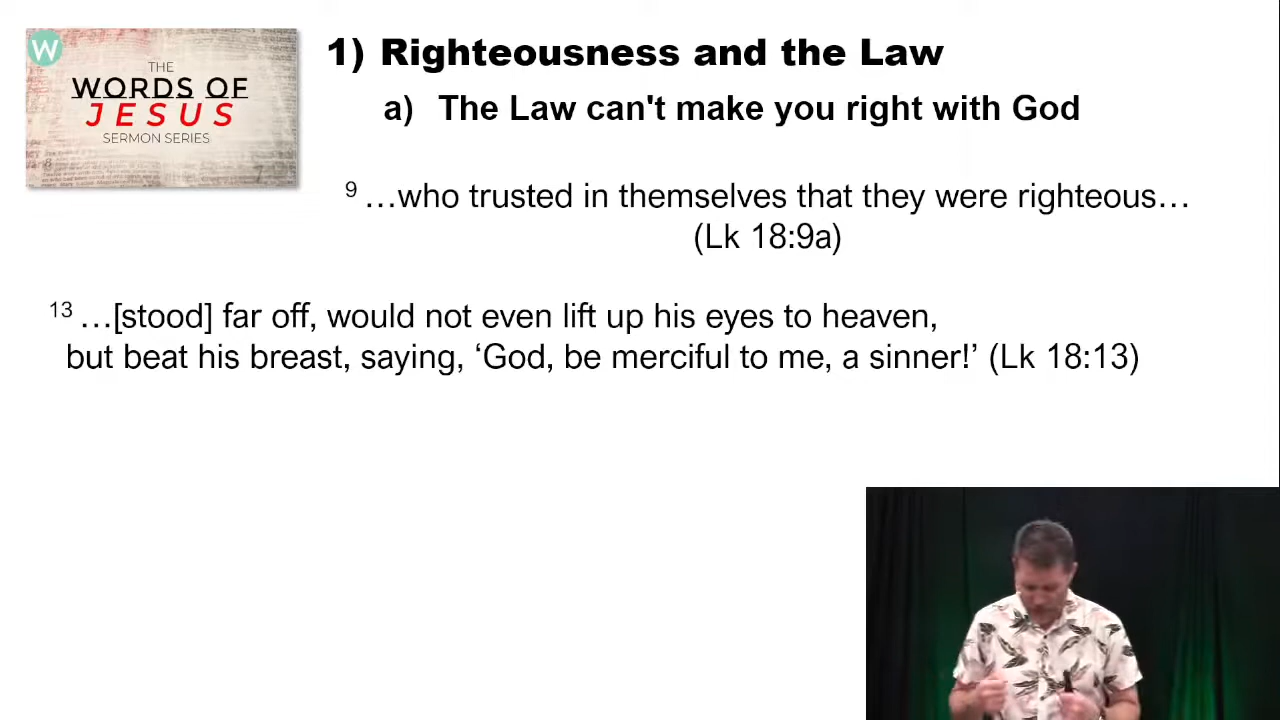 W
THE
WORDS OF
JESUS
SERMON SERIES
1) Righteousness and the Law
a) The Law can't make you right with God
9 …who trusted in themselves that they were righteous…
(Lk 18:9a)
13 …[stood] far off, would not even lift up his eyes to heaven,
but beat his breast, saying, ‘God, be merciful to me, a sinner!’ (Lk 18:13)